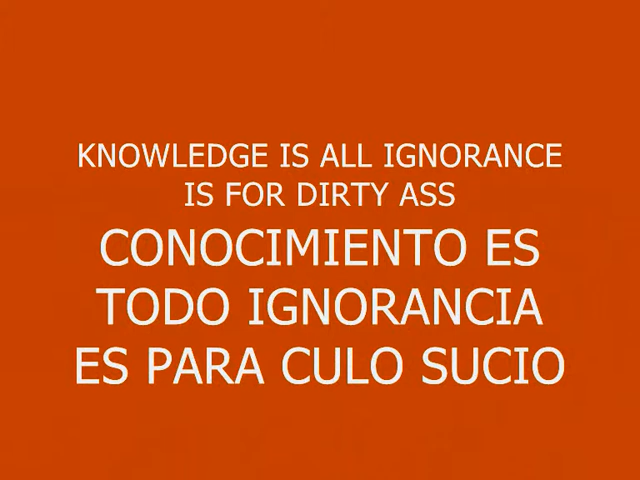 KNOWLEDGE IS ALL IGNORANCE
IS FOR DIRTY ASS
CONOCIMIENTO ES
TODO IGNORANCIA
ES PARA CULO SUCIO